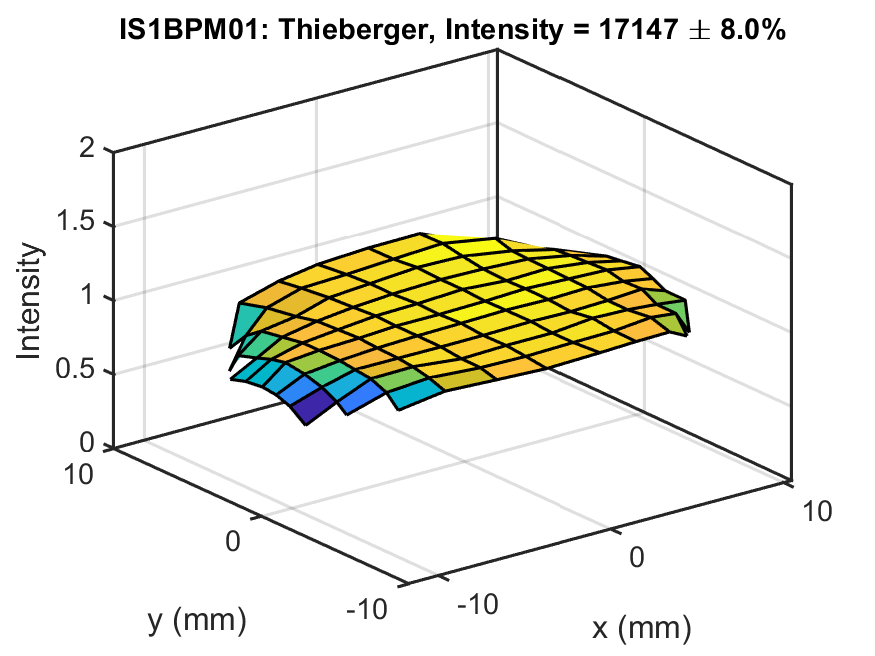 IS1BPM01: Thieberger, Intensity = 17147 ± 8.0%
2
1.5
1
0.5
0
Intensity
10
0
-10
y (mm)
-10
0
10
x (mm)